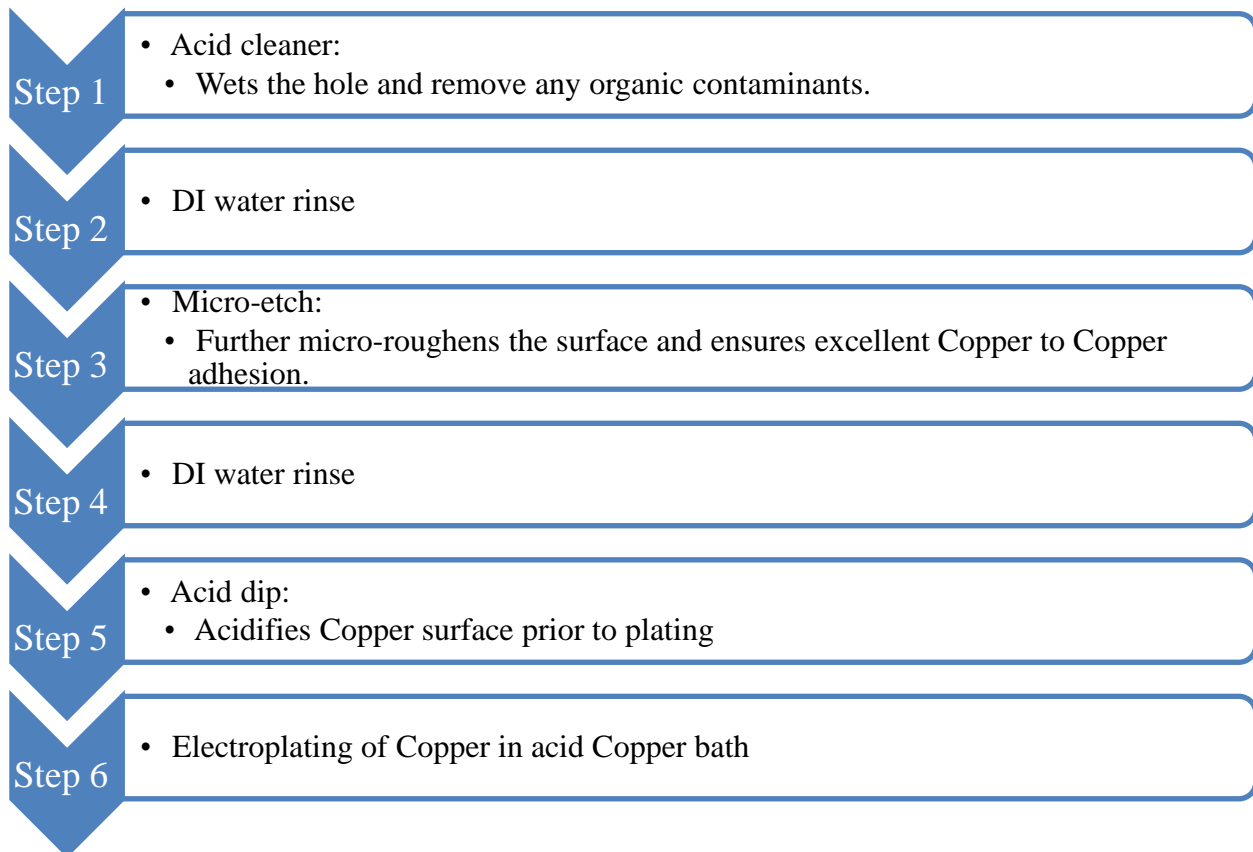 Step 1
• Acid cleaner:
• Wets the hole and remove any organic contaminants.
Step 2
• DI water rinse
Step 3
• Micro-etch:
• Further micro-roughens the surface and ensures excellent Copper to Copper
adhesion.
Step 4
• DI water rinse
Step 5
• Acid dip:
• Acidifies Copper surface prior to plating
Step 6
• Electroplating of Copper in acid Copper bath